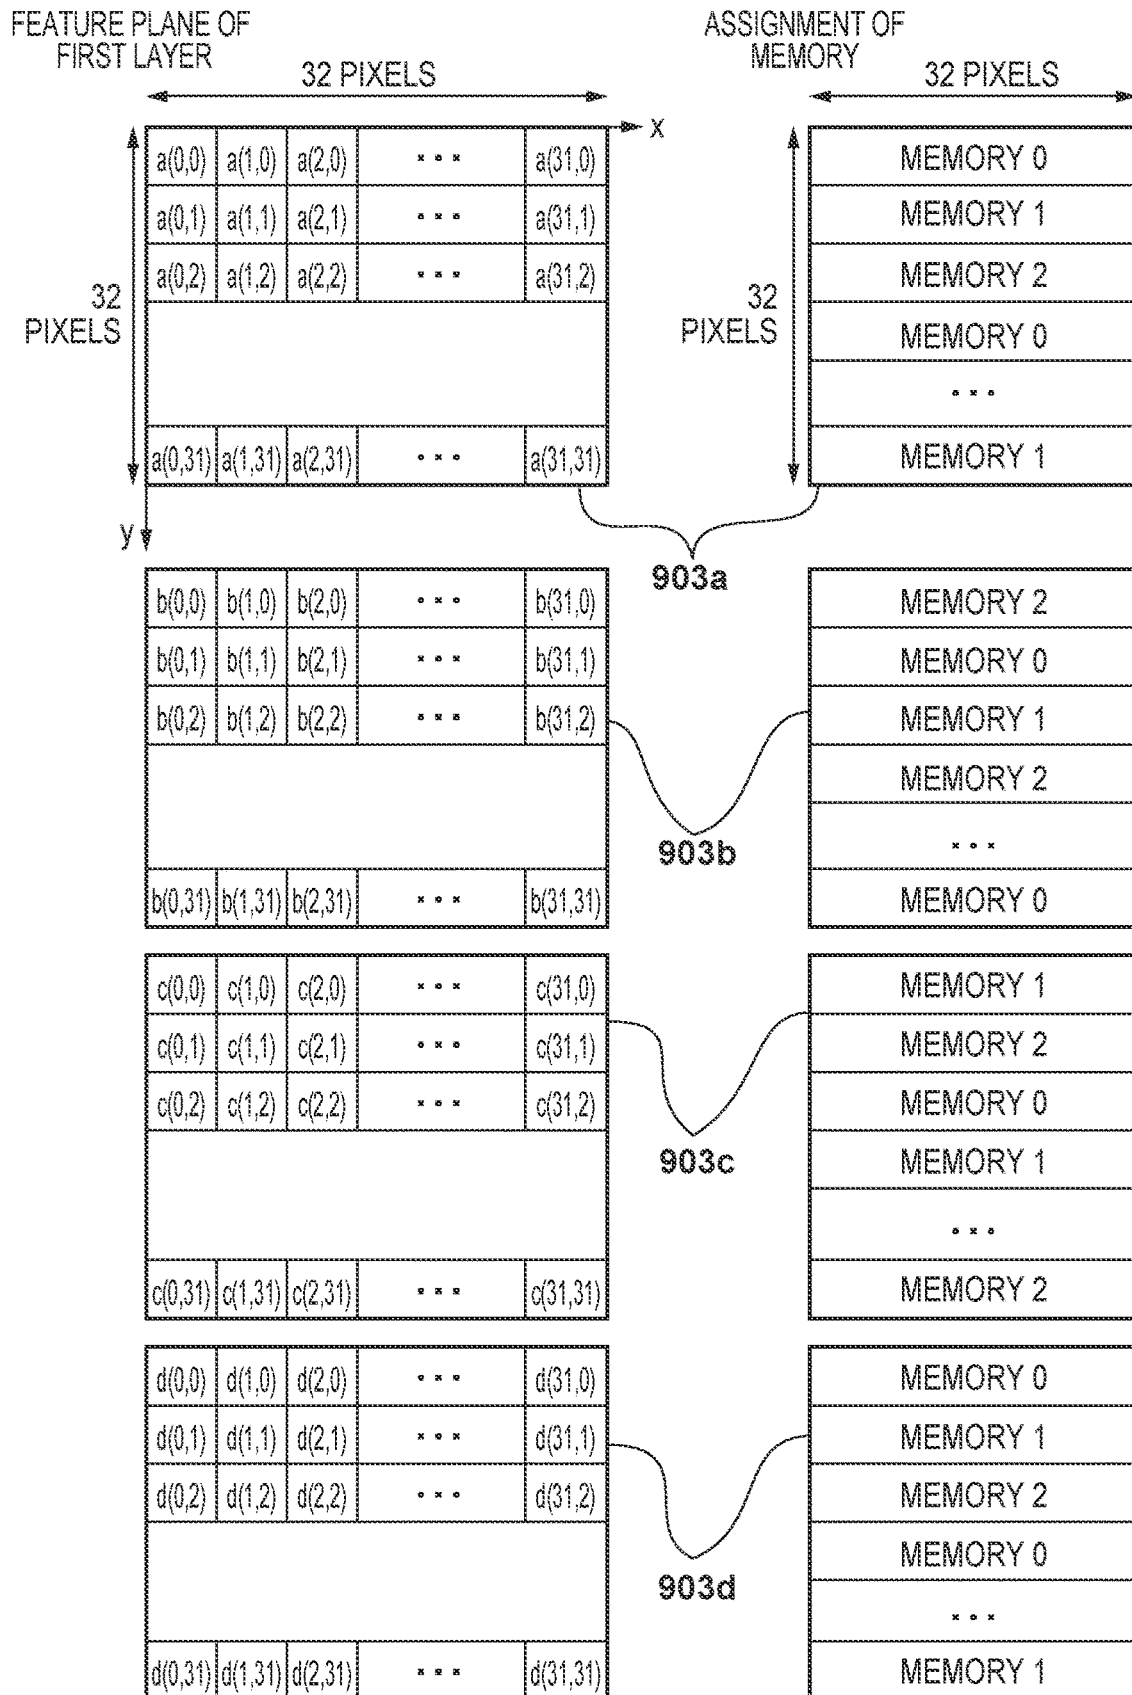 FEATURE PLANE OF
FIRST LAYER
32 PIXELS
ASSIGNMENT OF
MEMORY
32 PIXELS
x
a(0,0) a(1,0) a(2,0) ... a(31,0)
a(0,1) a(1,1) a(2,1) ... a(31,1)
a(0,2) a(1,2) a(2,2) ... a(31,2)
32
PIXELS
a(0,31) a(1,31) a(2,31) ... a(31,31)
y
32
PIXELS
MEMORY 0
MEMORY 1
MEMORY 2
MEMORY 0
...
MEMORY 1
903a
b(0,0) b(1,0) b(2,0) ... b(31,0)
b(0,1) b(1,1) b(2,1) ... b(31,1)
b(0,2) b(1,2) b(2,2) ... b(31,2)
b(0,31) b(1,31) b(2,31) ... b(31,31)
903b
MEMORY 2
MEMORY 0
MEMORY 1
MEMORY 2
...
MEMORY 0
c(0,0) c(1,0) c(2,0) ... c(31,0)
c(0,1) c(1,1) c(2,1) ... c(31,1)
c(0,2) c(1,2) c(2,2) ... c(31,2)
c(0,31) c(1,31) c(2,31) ... c(31,31)
903c
MEMORY 1
MEMORY 2
MEMORY 0
MEMORY 1
...
MEMORY 2
d(0,0) d(1,0) d(2,0) ... d(31,0)
d(0,1) d(1,1) d(2,1) ... d(31,1)
d(0,2) d(1,2) d(2,2) ... d(31,2)
d(0,31) d(1,31) d(2,31) ... d(31,31)
903d
MEMORY 0
MEMORY 1
MEMORY 2
MEMORY 0
...
MEMORY 1